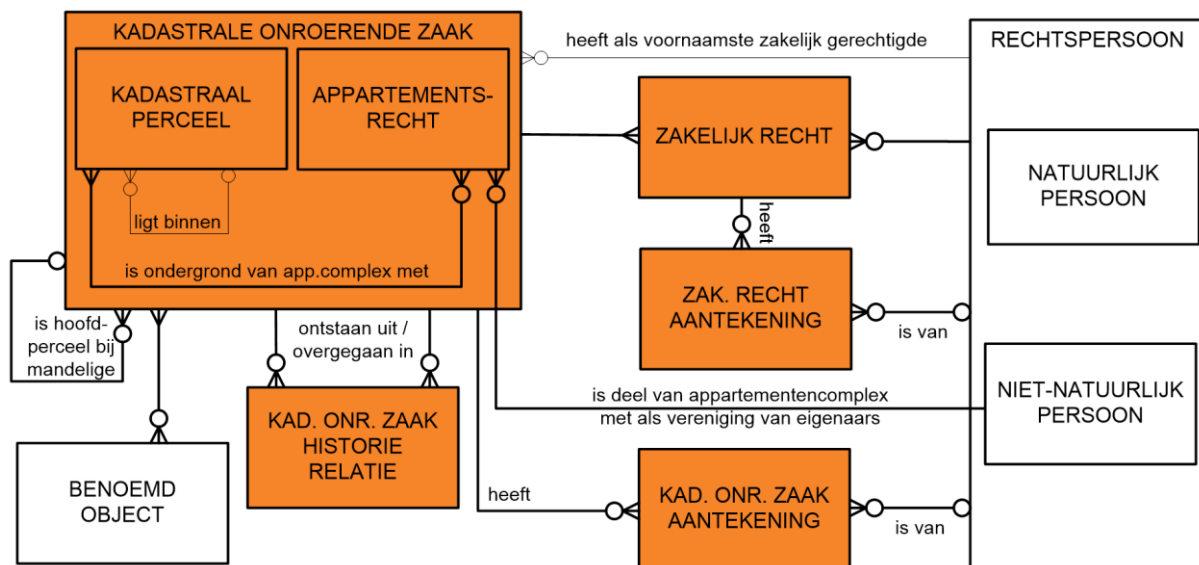 KADASTRALE ONROERENDE ZAAK
KADASTRAAL
PERCEEL
APPARTEMENTS-
RECHT
ligt binnen
is ondergrond van app.complex met
heeft als voornaamste zakelijk gerechtigde
RECHTSPERSOON
ZAKELIJK RECHT
NATUURLIJK
PERSOON
heeft
ZAK. RECHT
AANTEKENING
is van
is hoofd-
perceel bij
mandelige
ontstaan uit /
overgegaan in
KAD. ONR. ZAAK
HISTORIE
RELATIE
is deel van appartementencomplex
met als vereniging van eigenaars
NIET-NATUURLIJK
PERSOON
BENOEMD
OBJECT
heeft
KAD. ONR. ZAAK
AANTEKENING
is van